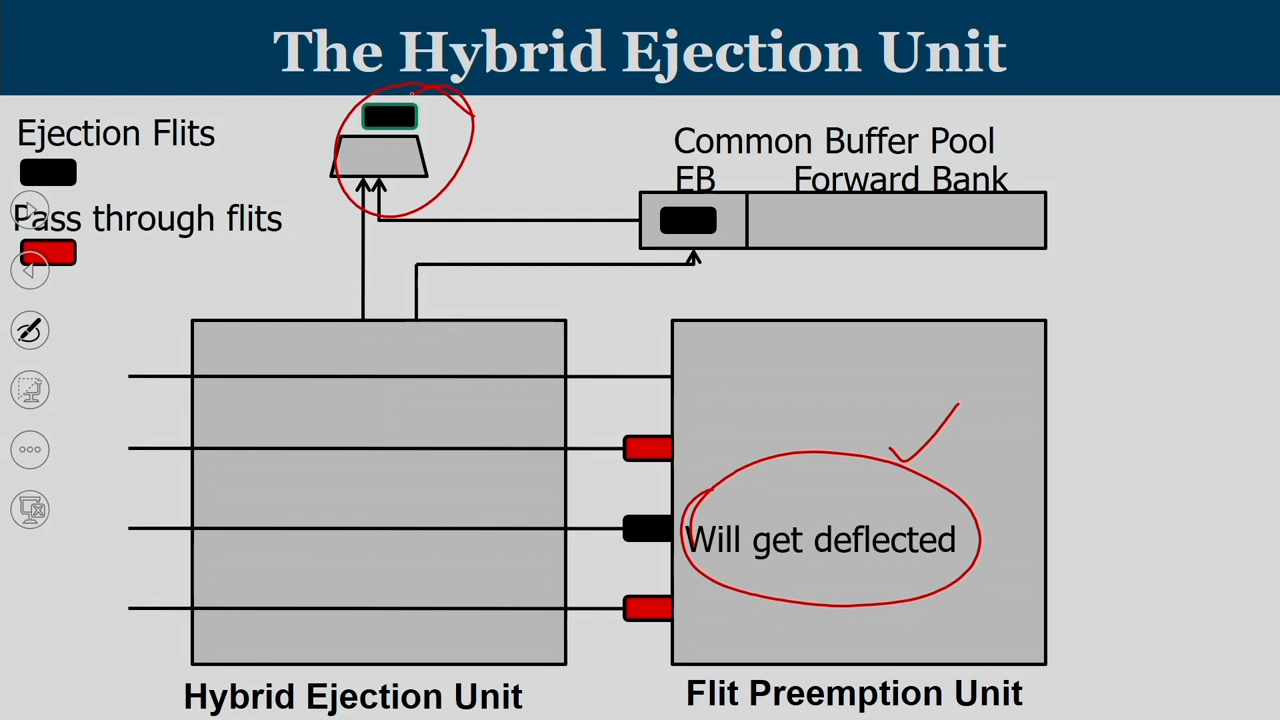 The Hybrid Ejection Unit
Ejection Flits
Pass through flits
Common Buffer Pool
EB Forward Bank
Will get deflected
Hybrid Ejection Unit
Flit Preemption Unit